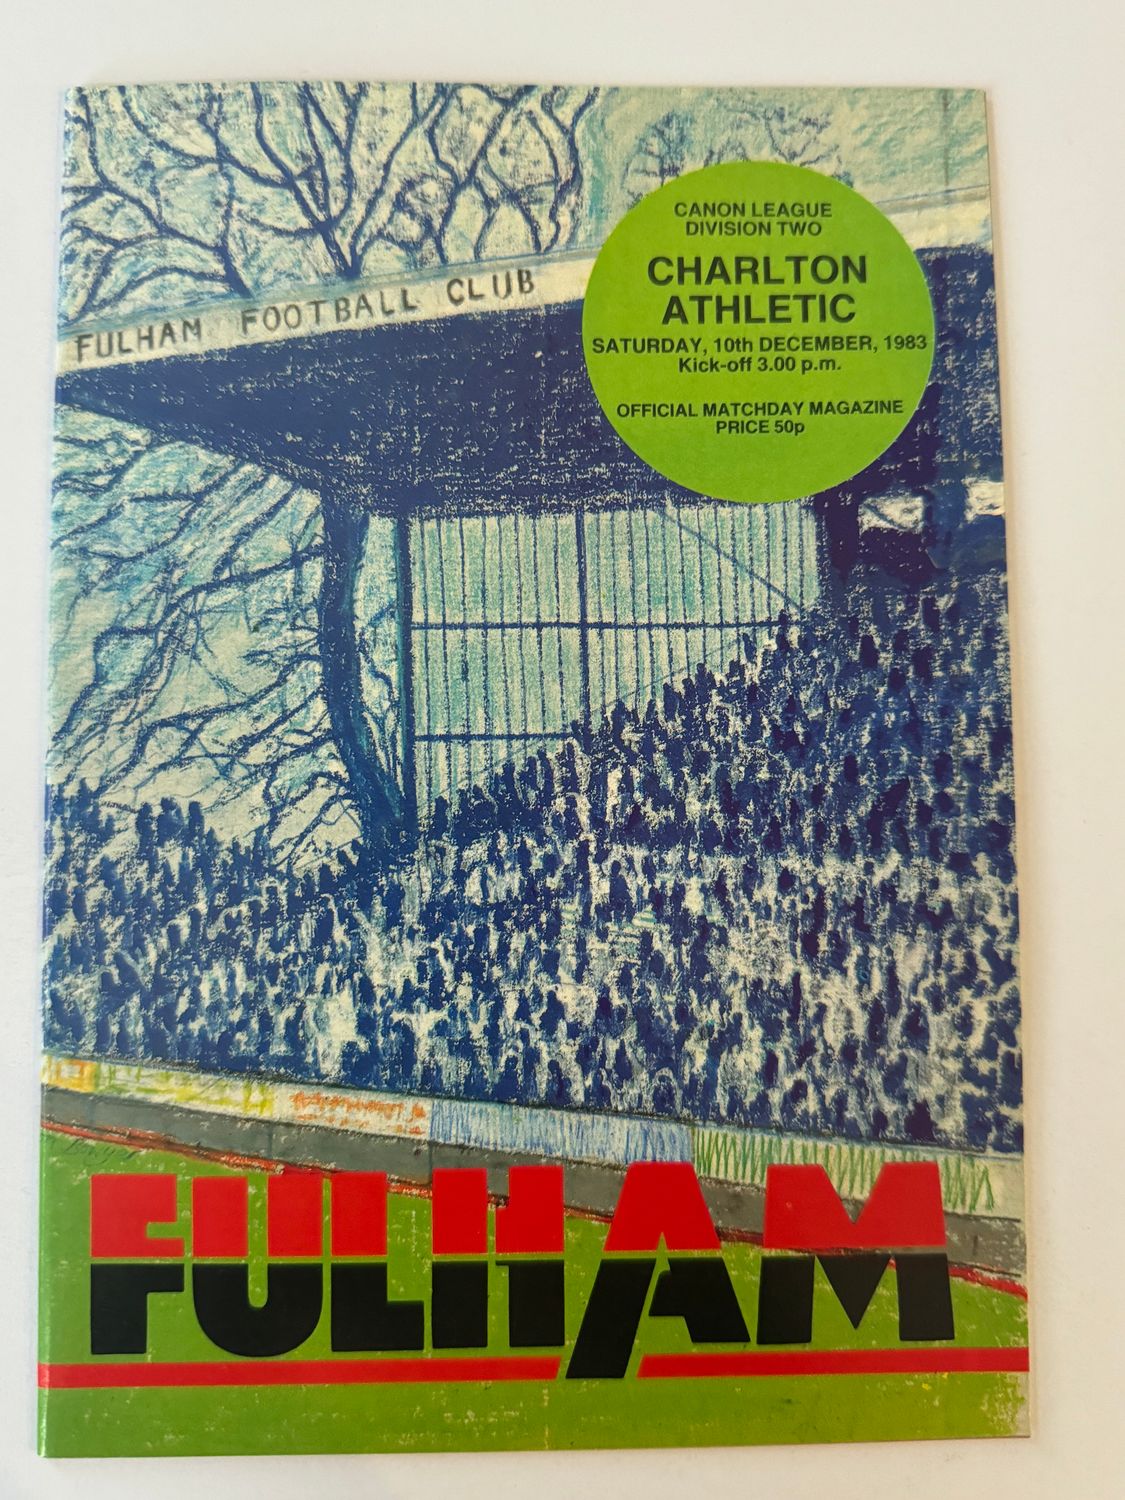 FULHAM FOOTBALL CLUB
CANON LEAGUE
DIVISION TWO
CHARLTON
ATHLETIC
SATURDAY, 10th DECEMBER, 1983
Kick-off 3.00 p.m.
OFFICIAL MATCHDAY MAGAZINE
PRICE 50p
FULHAM